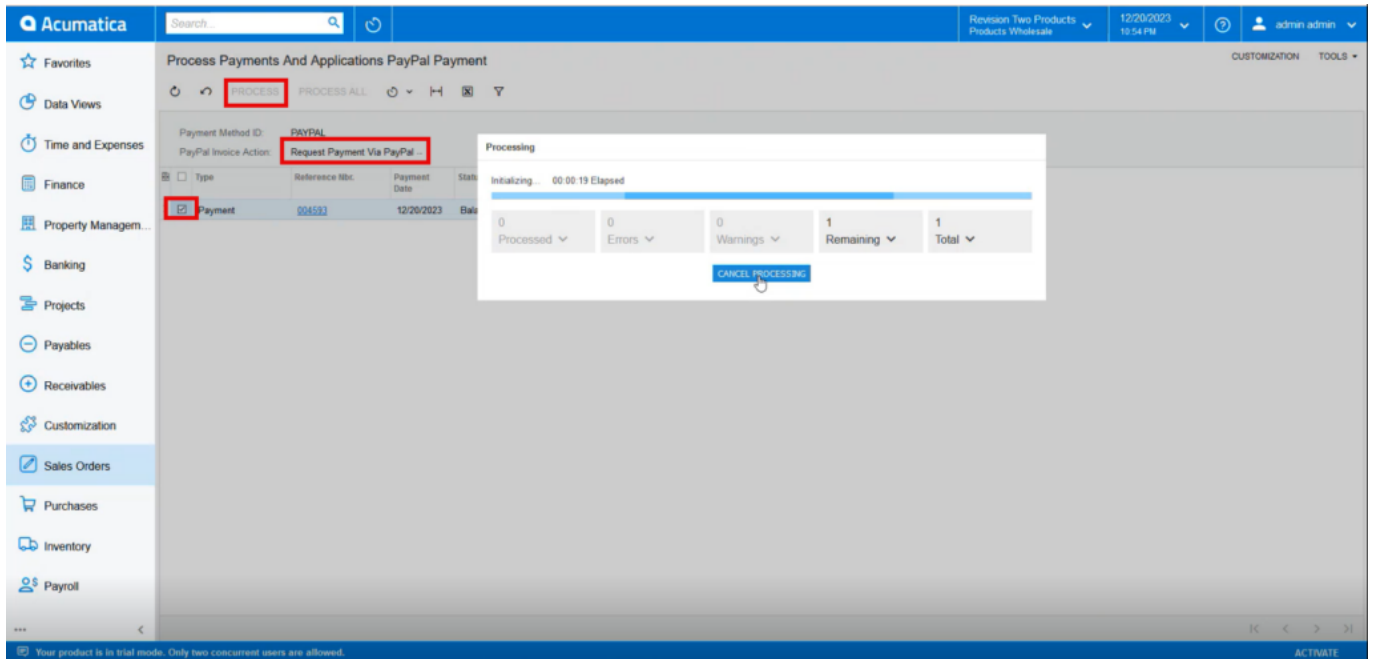 Acumatica
Search...
Revision Two Products
Products Wholesale
12/20/2023
10:54 PM
admin admin
Favorites
Data Views
Time and Expenses
Finance
Property Managem...
Banking
Projects
Payables
Receivables
Customization
Sales Orders
Purchases
Inventory
Payroll
Process Payments And Applications PayPal Payment
CUSTOMIZATION TOOLS
PROCESS PROCESS ALL
Payment Method ID: PAYPAL
PayPal Invoice Action: Request Payment Via PayPal ...
Type Reference Nbr. Payment Date Statu
Payment 004593 12/20/2023 Bala
Processing
Initializing... 00:00:19 Elapsed
0 0 0 1 1
Processed Errors Warnings Remaining Total
CANCEL PROCESSING
Your product is in trial mode. Only two concurrent users are allowed.
ACTIVATE